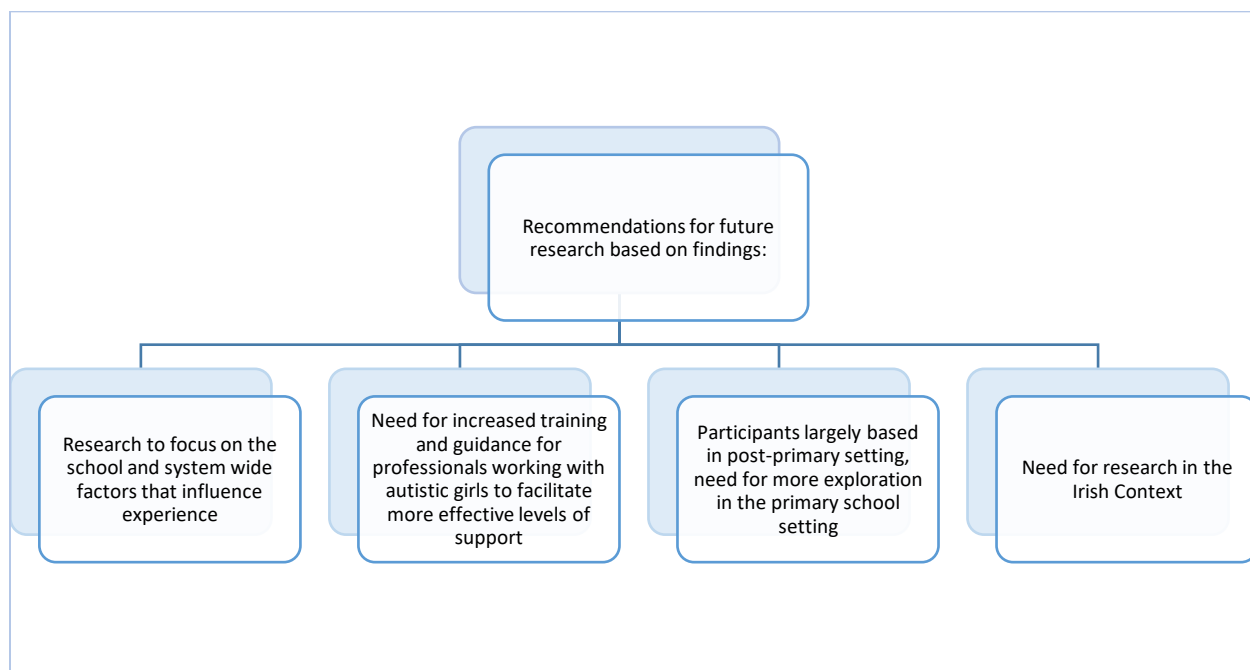 Recommendations for future
research based on findings:
Research to focus on the
school and system wide
factors that influence
experience
Need for increased training
and guidance for
professionals working with
autistic girls to facilitate
more effective levels of
support
Participants largely based
in post-primary setting,
need for more exploration
in the primary school
setting
Need for research in the
Irish Context